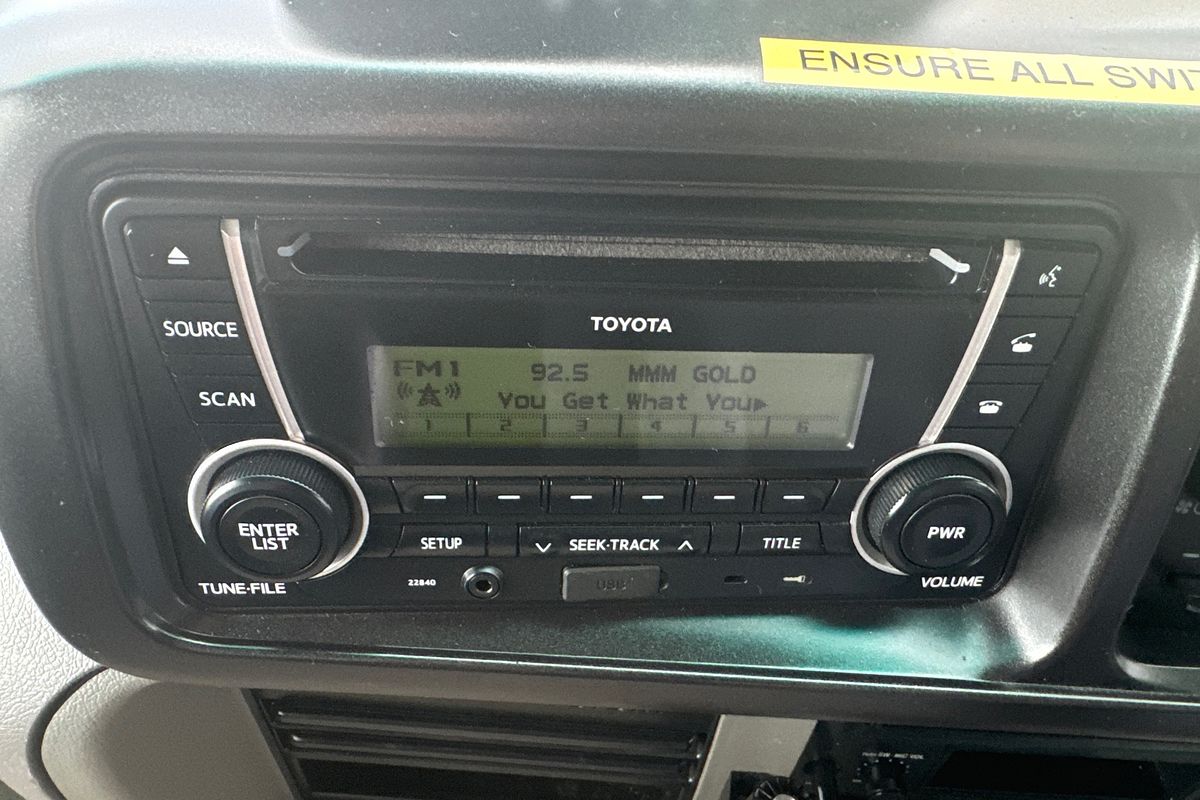 ENSURE ALL SWI
SOURCE
SCAN
TOYOTA
FM1 92.5 MMM GOLD
You Get What You
1 2 3 4 5 6
ENTER
LIST
TUNE·FILE
SETUP
SEEK·TRACK
TITLE
22840
USB
PWR
VOLUME